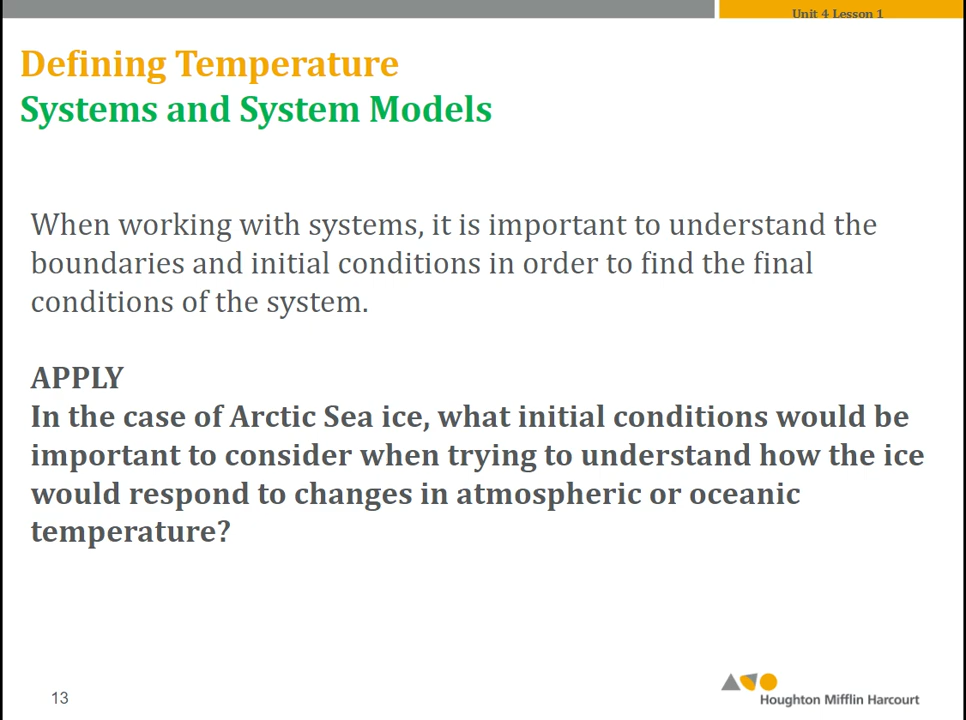 Unit 4 Lesson 1
Defining Temperature
Systems and System Models
When working with systems, it is important to understand the
boundaries and initial conditions in order to find the final
conditions of the system.
APPLY
In the case of Arctic Sea ice, what initial conditions would be
important to consider when trying to understand how the ice
would respond to changes in atmospheric or oceanic
temperature?
13
Houghton Mifflin Harcourt